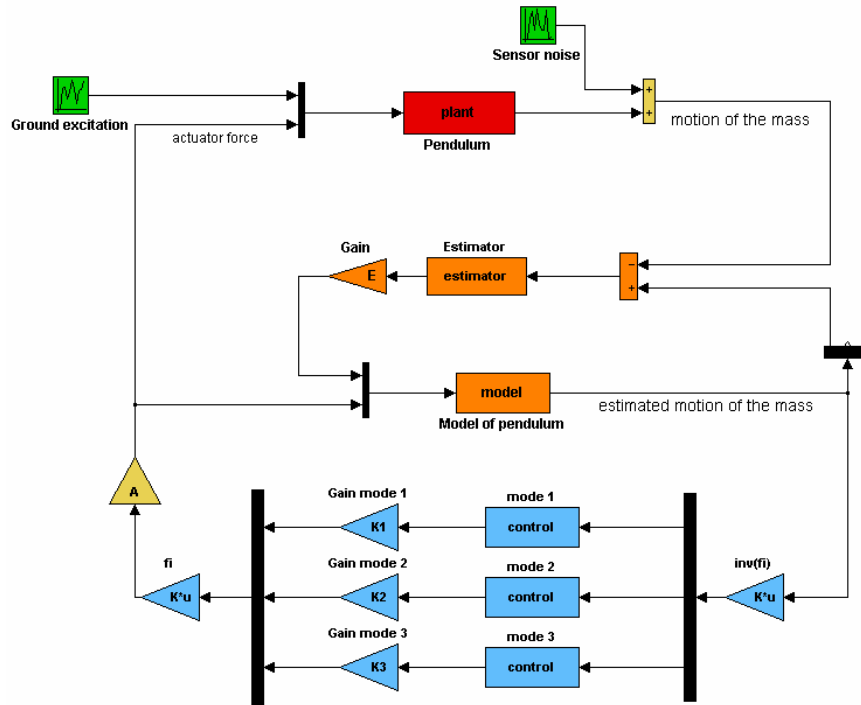 Sensor noise
+
+
Ground excitation
actuator force
plant
Pendulum
motion of the mass
Gain
Estimator
E
estimator
−
+
model
Model of pendulum
estimated motion of the mass
A
Gain mode 1
mode 1
K1
control
fi
Gain mode 2
mode 2
inv(fi)
K*u
K2
control
K*u
Gain mode 3
mode 3
K3
control